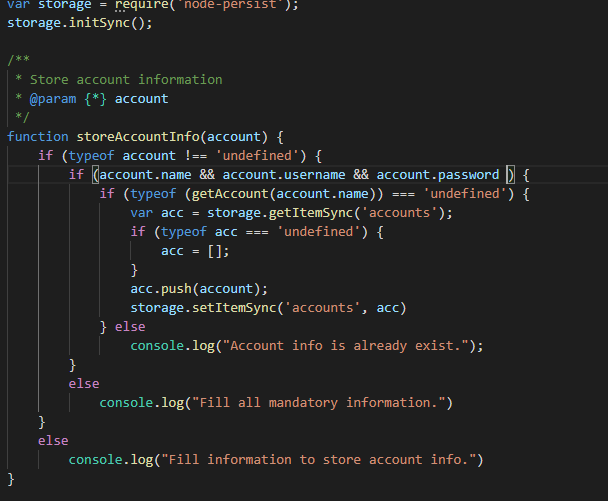 var storage = require('node-persist');
storage.initSync();
/**
 * Store account information
 * @param {*} account
 */
function storeAccountInfo(account) {
    if (typeof account !== 'undefined') {
        if (account.name && account.username && account.password ) {
            if (typeof (getAccount(account.name)) === 'undefined') {
                var acc = storage.getItemSync('accounts');
                if (typeof acc === 'undefined') {
                    acc = [];
                }
                acc.push(account);
                storage.setItemSync('accounts', acc)
            } else
                console.log("Account info is already exist.");
        }
        else
            console.log("Fill all mandatory information.")
    }
    else
        console.log("Fill information to store account info.")
}